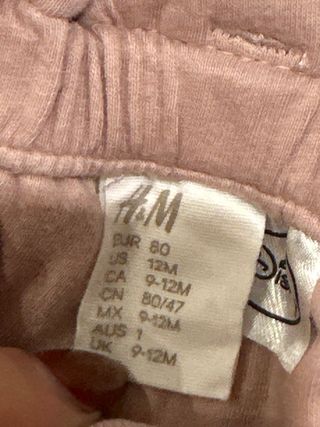 H&M
EUR 80
US 12M
CA 9-12M
CN 80/47
MX 9-12M
AUS 1
UK 9-12M